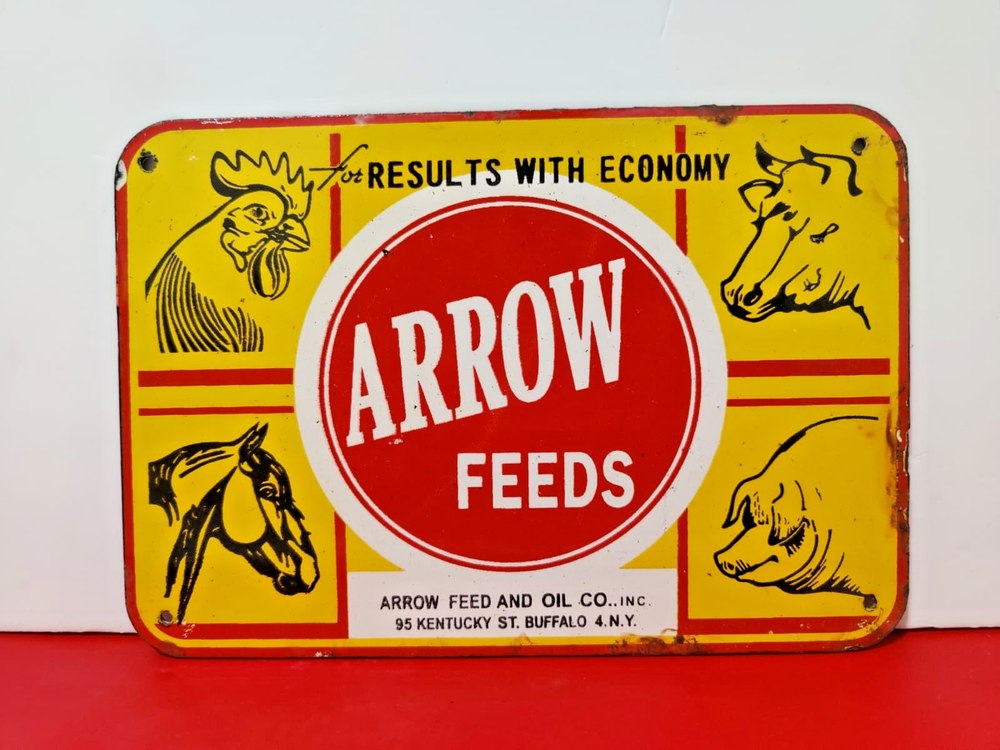 for RESULTS WITH ECONOMY
ARROW
FEEDS
ARROW FEED AND OIL CO., INC.
95 KENTUCKY ST. BUFFALO 4. N.Y.